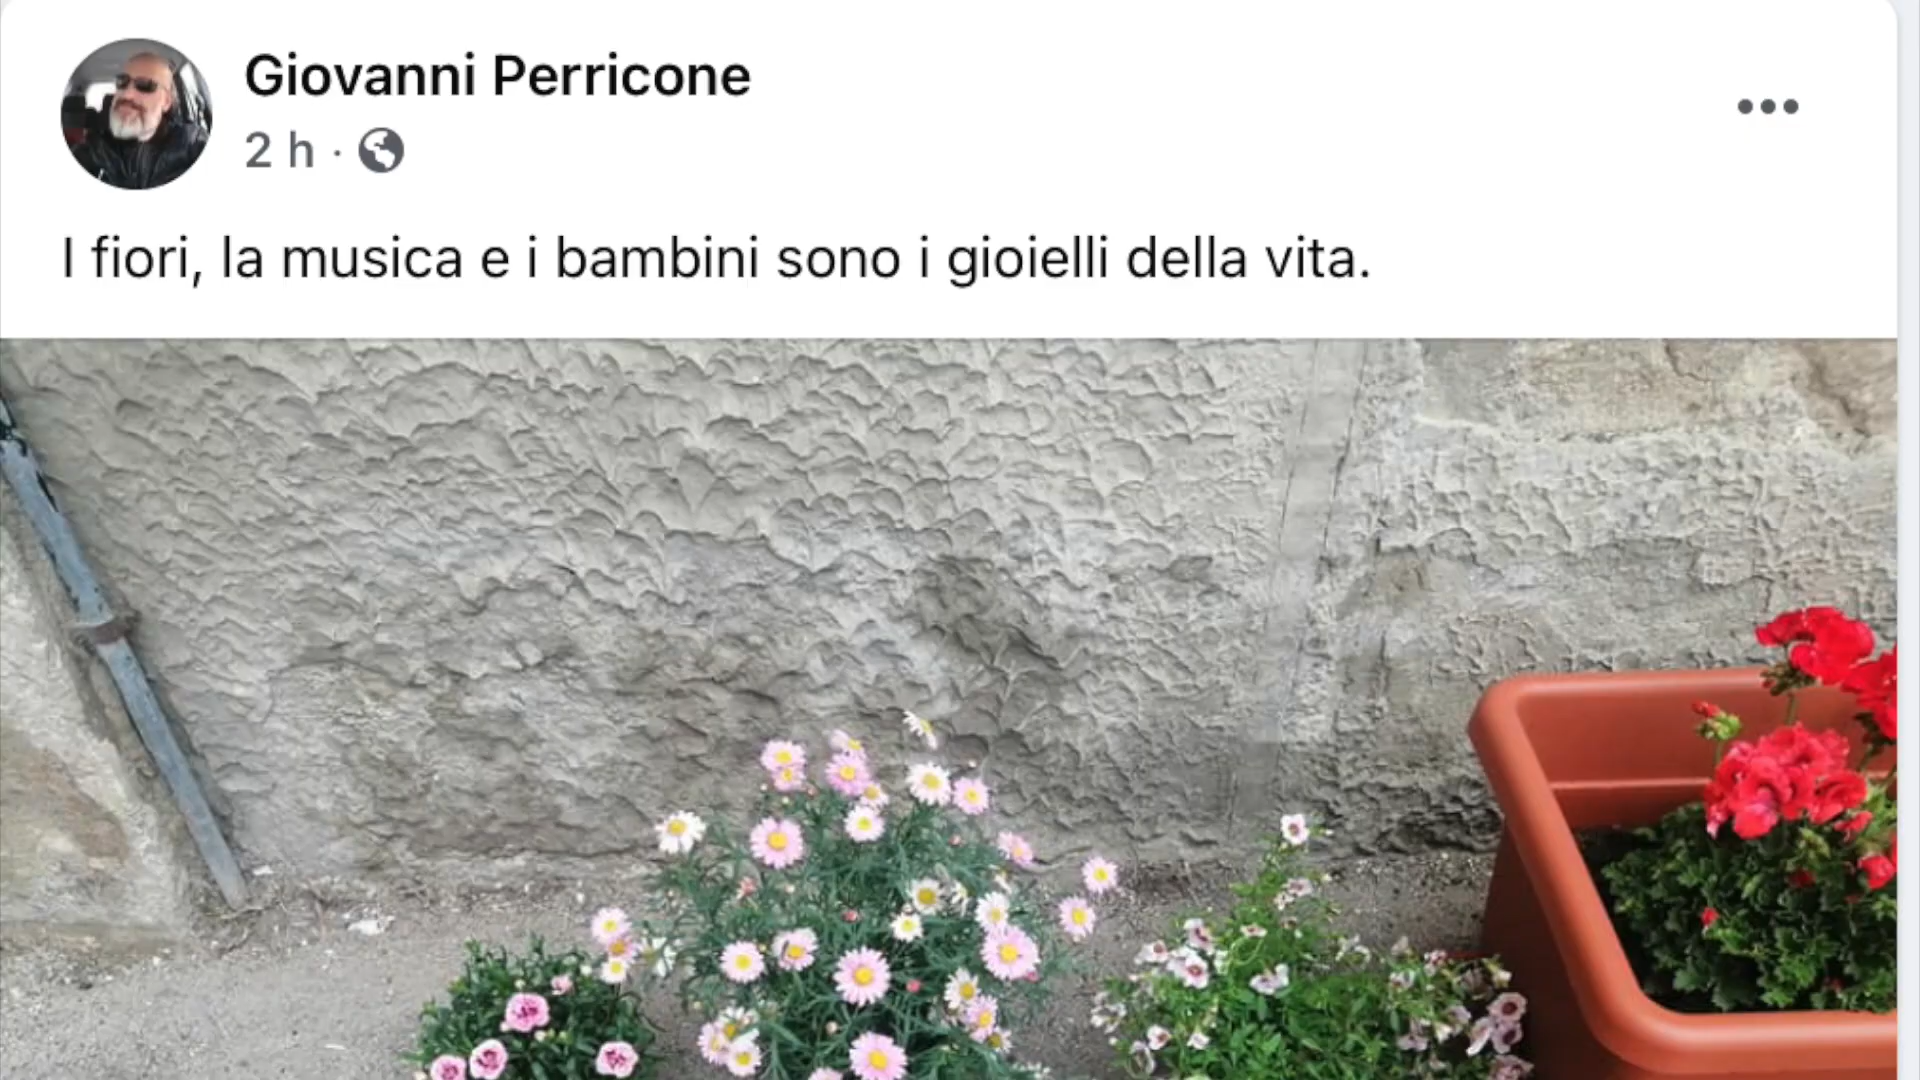 Giovanni Perricone
2 h ·
I fiori, la musica e i bambini sono i gioielli della vita.